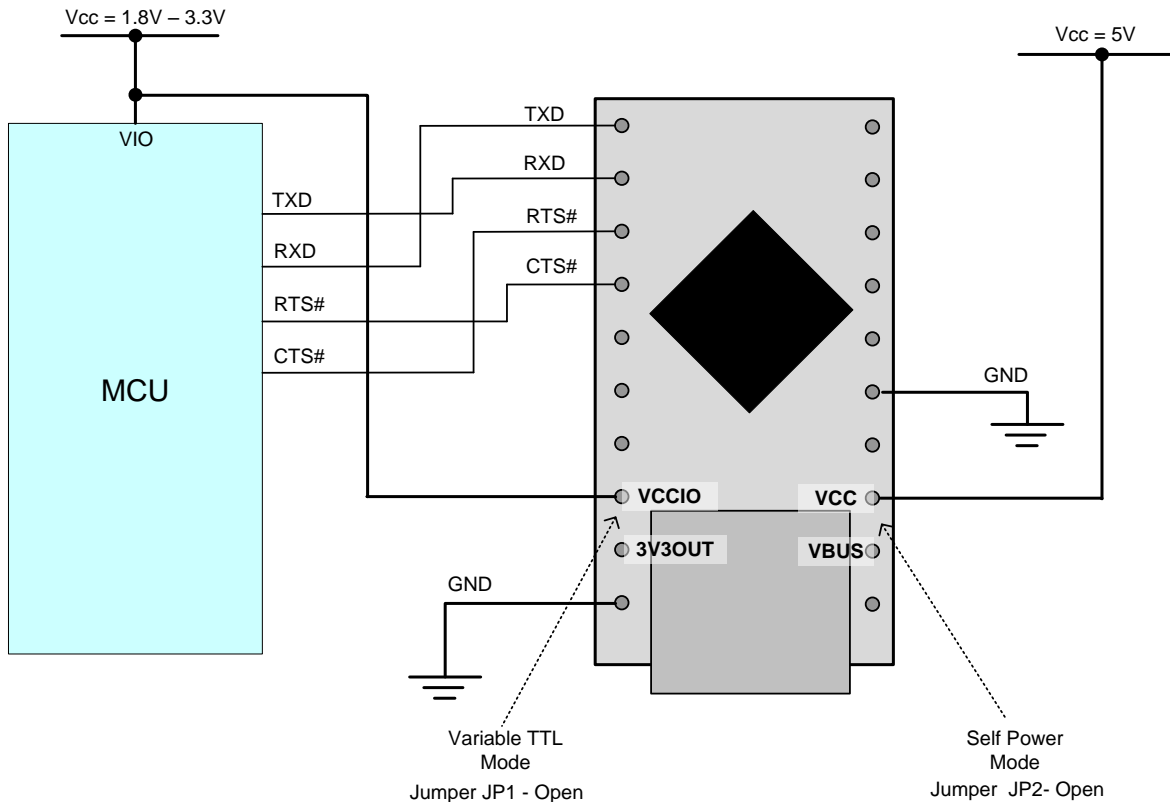 Vcc = 1.8V – 3.3V
Vcc = 5V
VIO
TXD
RXD
RTS#
CTS#
MCU
TXD
RXD
RTS#
CTS#
GND
VCCIO
VCC
3V3OUT
VBUS
GND
Variable TTL
Mode
Jumper JP1 - Open
Self Power
Mode
Jumper JP2- Open